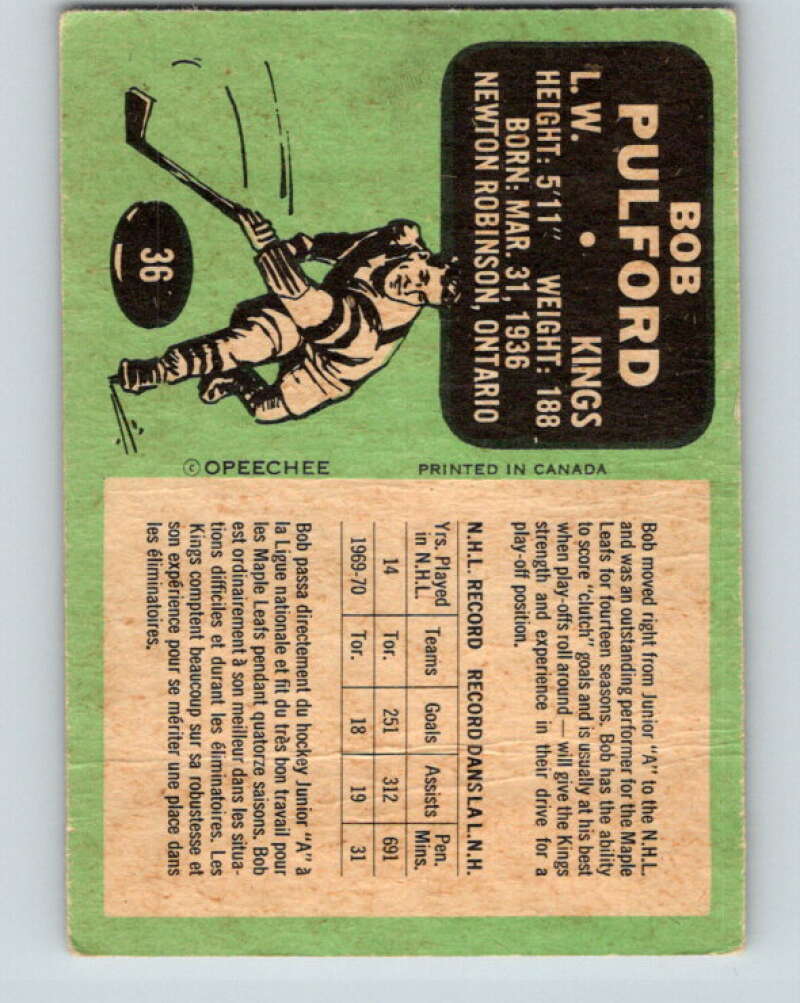 BOB
PULFORD
L.W. • KINGS
HEIGHT: 5'11" WEIGHT: 188
BORN: MAR. 31, 1936
NEWTON ROBINSON, ONTARIO
36
© OPEECHEE
PRINTED IN CANADA
Bob moved right from Junior "A" to the N.H.L.
and was an outstanding performer for the Maple
Leafs for fourteen seasons. Bob has the ability
to score "clutch" goals and is usually at his best
when play-offs roll around — will give the Kings
strength and experience in their drive for a
play-off position.
N.H.L. RECORD RECORD DANS LA L.N.H.
Yrs. Played in N.H.L. Teams Goals Assists Pen. Mins.
14 Tor. 251 312 691
1969-70 Tor. 18 19 31
Bob passa directement du hockey Junior "A" à
la Ligue nationale et fit du très bon travail pour
les Maple Leafs pendant quatorze saisons. Bob
est ordinairement à son meilleur dans les situa-
tions difficiles et durant les éliminatoires. Les
Kings comptent beaucoup sur sa robustesse et
son expérience pour se mériter une place dans
les éliminatoires.